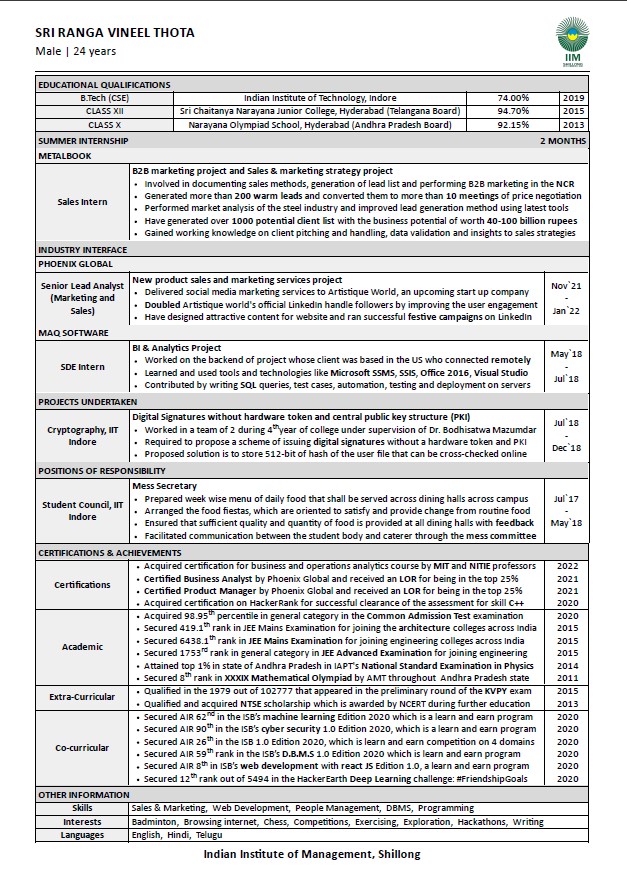 SRI RANGA VINEEL THOTA
Male | 24 years
IIM
SHILLONG
EDUCATIONAL QUALIFICATIONS
B.Tech (CSE) Indian Institute of Technology, Indore 74.00% 2019
CLASS XII Sri Chaitanya Narayana Junior College, Hyderabad (Telangana Board) 94.70% 2015
CLASS X Narayana Olympiad School, Hyderabad (Andhra Pradesh Board) 92.15% 2013
SUMMER INTERNSHIP 2 MONTHS
METALBOOK
Sales Intern
B2B marketing project and Sales & marketing strategy project
• Involved in documenting sales methods, generation of lead list and performing B2B marketing in the NCR
• Generated more than 200 warm leads and converted them to more than 10 meetings of price negotiation
• Performed market analysis of the steel industry and improved lead generation method using latest tools
• Have generated over 1000 potential client list with the business potential of worth 40-100 billion rupees
• Gained working knowledge on client pitching and handling, data validation and insights to sales strategies
INDUSTRY INTERFACE
PHOENIX GLOBAL
Senior Lead Analyst
(Marketing and
Sales)
New product sales and marketing services project
• Delivered social media marketing services to Artistique World, an upcoming start up company
• Doubled Artistique world's official LinkedIn handle followers by improving the user engagement
• Have designed attractive content for website and ran successful festive campaigns on LinkedIn
Nov`21
-
Jan`22
MAQ SOFTWARE
SDE Intern
BI & Analytics Project
• Worked on the backend of project whose client was based in the US who connected remotely
• Learned and used tools and technologies like Microsoft SSMS, SSIS, Office 2016, Visual Studio
• Contributed by writing SQL queries, test cases, automation, testing and deployment on servers
May`18
-
Jul`18
PROJECTS UNDERTAKEN
Cryptography, IIT
Indore
Digital Signatures without hardware token and central public key structure (PKI)
• Worked in a team of 2 during 4th year of college under supervision of Dr. Bodhisatwa Mazumdar
• Required to propose a scheme of issuing digital signatures without a hardware token and PKI
• Proposed solution is to store 512-bit of hash of the user file that can be cross-checked online
Jul`18
-
Dec`18
POSITIONS OF RESPONSIBILITY
Student Council, IIT
Indore
Mess Secretary
• Prepared week wise menu of daily food that shall be served across dining halls across campus
• Arranged the food fiestas, which are oriented to satisfy and provide change from routine food
• Ensured that sufficient quality and quantity of food is provided at all dining halls with feedback
• Facilitated communication between the student body and caterer through the mess committee
Jul`17
-
May`18
CERTIFICATIONS & ACHIEVEMENTS
Certifications
• Acquired certification for business and operations analytics course by MIT and NITIE professors 2022
• Certified Business Analyst by Phoenix Global and received an LOR for being in the top 25% 2021
• Certified Product Manager by Phoenix Global and received an LOR for being in the top 25% 2021
• Acquired certification on HackerRank for successful clearance of the assessment for skill C++ 2020
Academic
• Acquired 98.95th percentile in general category in the Common Admission Test examination 2020
• Secured 419.1th rank in JEE Mains Examination for joining the architecture colleges across India 2015
• Secured 6438.1th rank in JEE Mains Examination for joining engineering colleges across India 2015
• Secured 1753rd rank in general category in JEE Advanced Examination for joining engineering 2015
• Attained top 1% in state of Andhra Pradesh in IAPT's National Standard Examination in Physics 2014
• Secured 8th rank in XXXIX Mathematical Olympiad by AMT throughout Andhra Pradesh state 2011
Extra-Curricular
• Qualified in the 1979 out of 102777 that appeared in the preliminary round of the KVPY exam 2015
• Qualified and acquired NTSE scholarship which is awarded by NCERT during further education 2013
Co-curricular
• Secured AIR 62nd in the ISB's machine learning Edition 2020 which is a learn and earn program 2020
• Secured AIR 90th in the ISB's cyber security 1.0 Edition 2020, which is a learn and earn program 2020
• Secured AIR 26th in the ISB 1.0 Edition 2020, which is learn and earn competition on 4 domains 2020
• Secured AIR 59th rank in the ISB's D.B.M.S 1.0 Edition 2020 which is learn and earn program 2020
• Secured AIR 8th in ISB's web development with react JS Edition 1.0, a learn and earn program 2020
• Secured 12th rank out of 5494 in the HackerEarth Deep Learning challenge: #FriendshipGoals 2020
OTHER INFORMATION
Skills Sales & Marketing, Web Development, People Management, DBMS, Programming
Interests Badminton, Browsing internet, Chess, Competitions, Exercising, Exploration, Hackathons, Writing
Languages English, Hindi, Telugu
Indian Institute of Management, Shillong